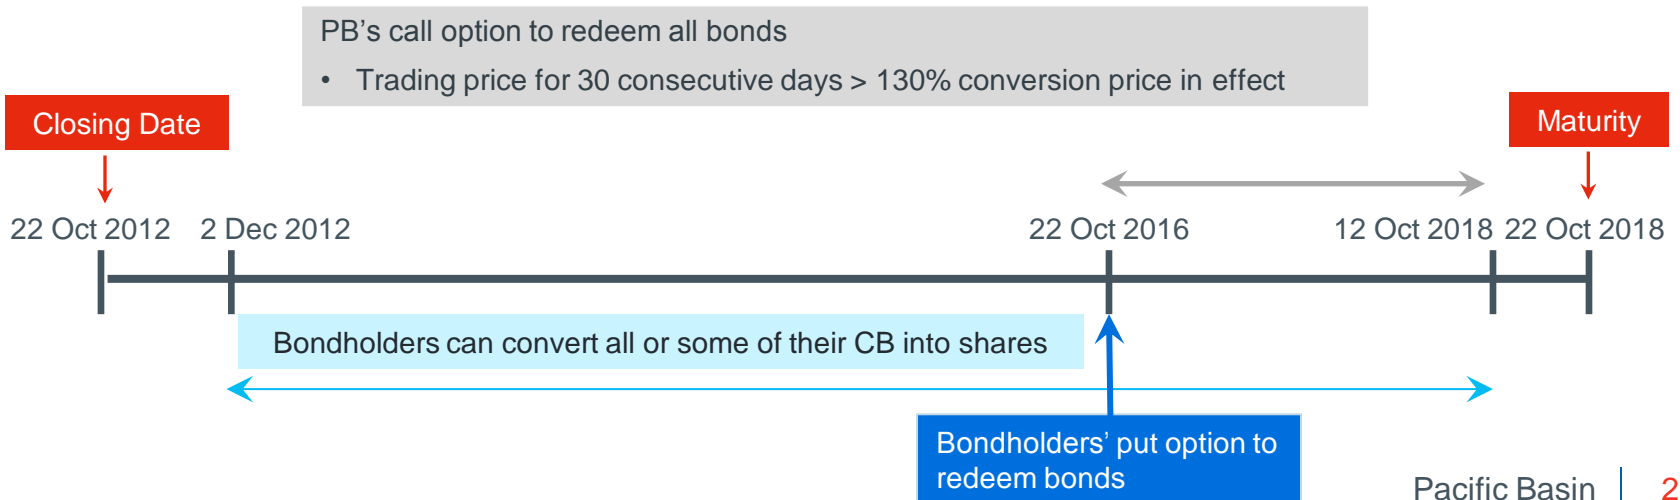 PB's call option to redeem all bonds
• Trading price for 30 consecutive days > 130% conversion price in effect
Closing Date
Maturity
22 Oct 2012 2 Dec 2012 22 Oct 2016 12 Oct 2018 22 Oct 2018
Bondholders can convert all or some of their CB into shares
Bondholders' put option to
redeem bonds
Pacific Basin 2